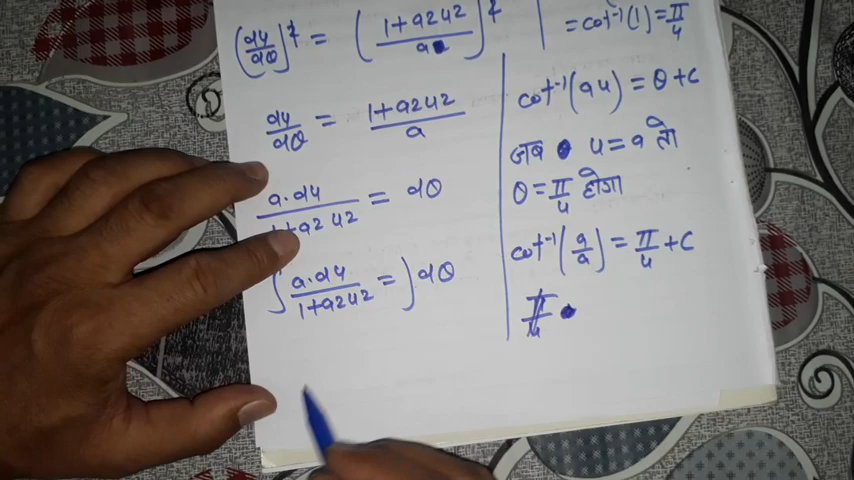 (du/dθ)² = ((1+a2u2)/a)²
du/dθ = (1+a2u2)/a
a.du/(1+a2u2) = dθ
∫ a.du/(1+a2u2) = ∫ dθ
= cot⁻¹(1) = π/4
cot⁻¹(au) = θ+c
जब u=a तो
θ = π/4 होगा
cot⁻¹(a/a) = π/4 + c